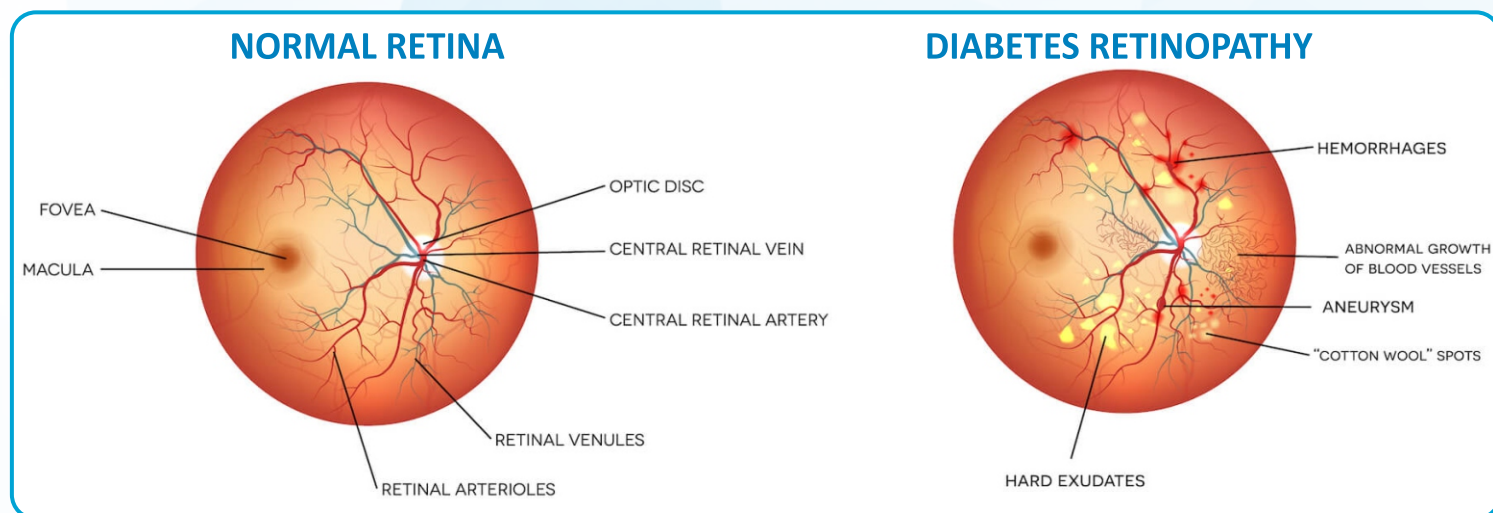 NORMAL RETINA
FOVEA
MACULA
OPTIC DISC
CENTRAL RETINAL VEIN
CENTRAL RETINAL ARTERY
RETINAL VENULES
RETINAL ARTERIOLES
DIABETES RETINOPATHY
HEMORRHAGES
ABNORMAL GROWTH
OF BLOOD VESSELS
ANEURYSM
“COTTON WOOL” SPOTS
HARD EXUDATES